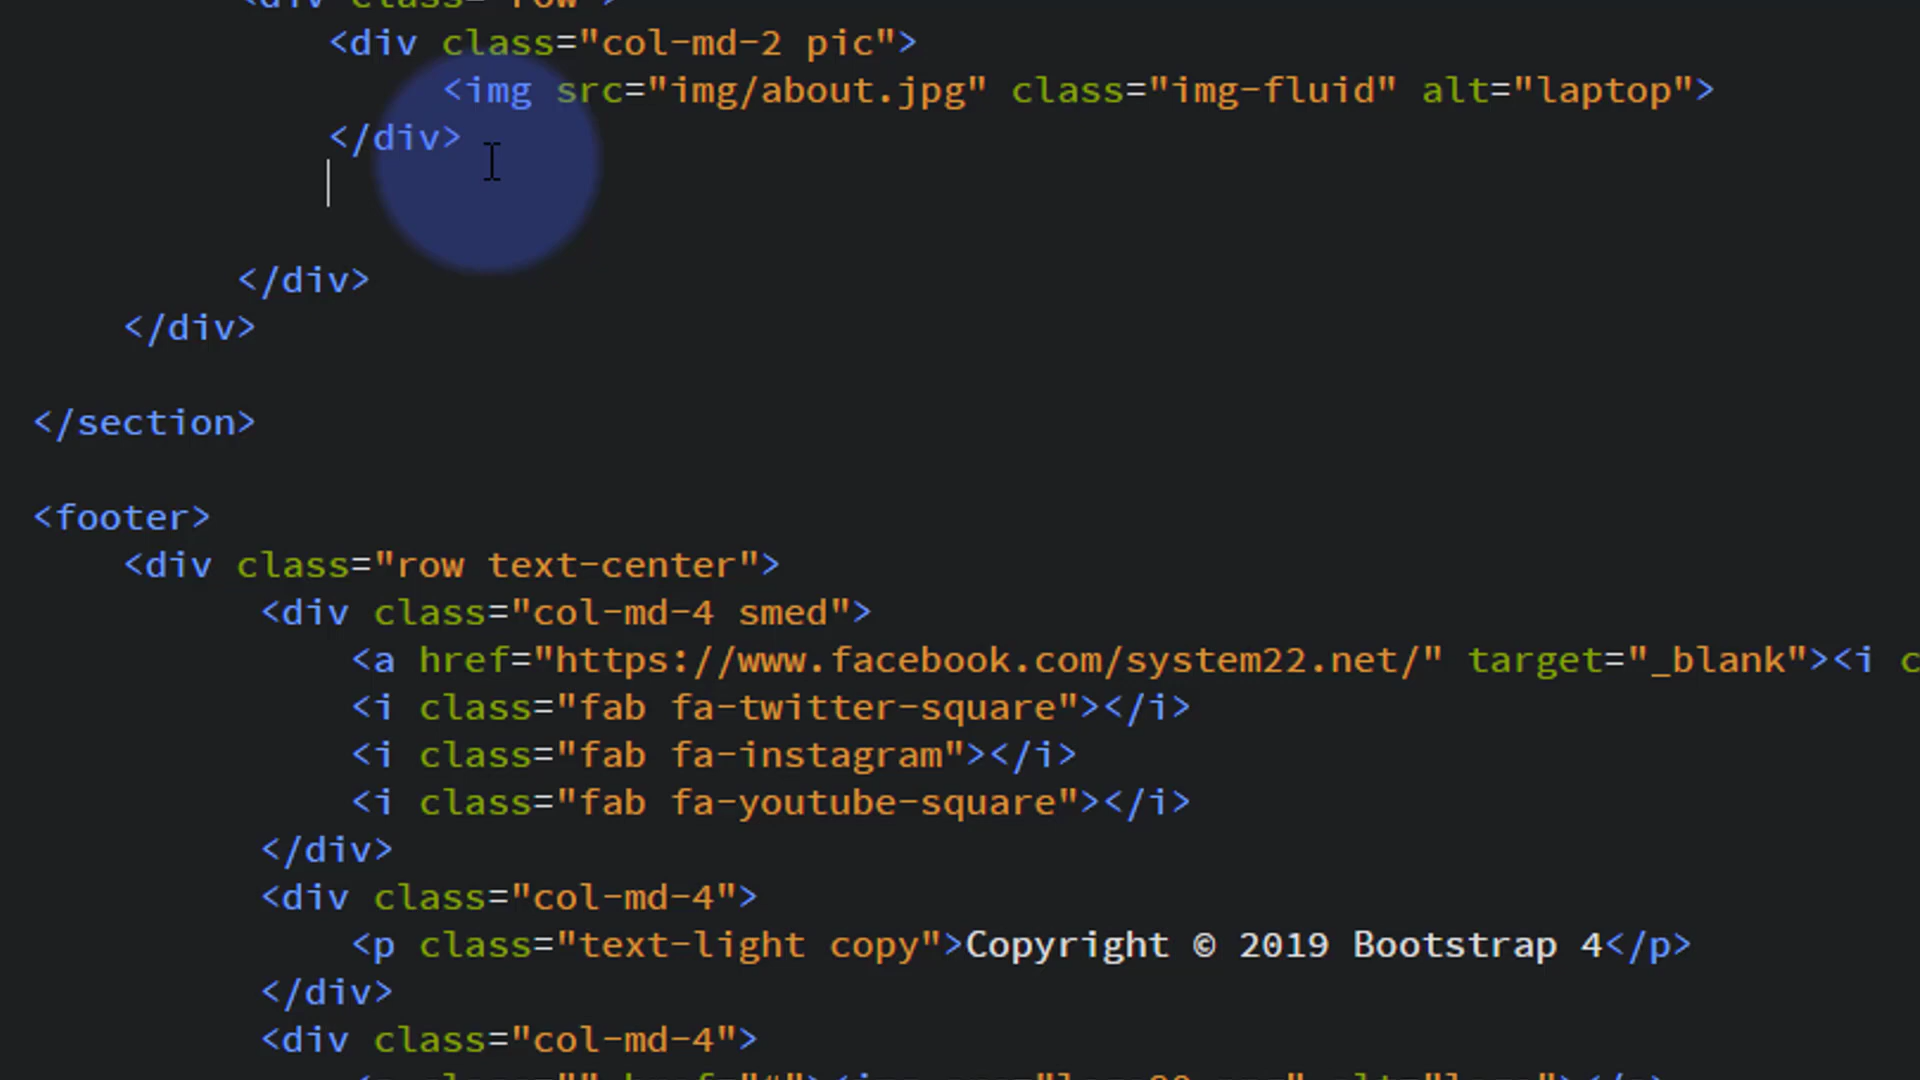 <div class="row">
<div class="col-md-2 pic">
<img src="img/about.jpg" class="img-fluid" alt="laptop">
</div>
</div>
</div>
</section>
<footer>
<div class="row text-center">
<div class="col-md-4 smed">
<a href="https://www.facebook.com/system22.net/" target="_blank"><i c
<i class="fab fa-twitter-square"></i>
<i class="fab fa-instagram"></i>
<i class="fab fa-youtube-square"></i>
</div>
<div class="col-md-4">
<p class="text-light copy">Copyright © 2019 Bootstrap 4</p>
</div>
<div class="col-md-4">